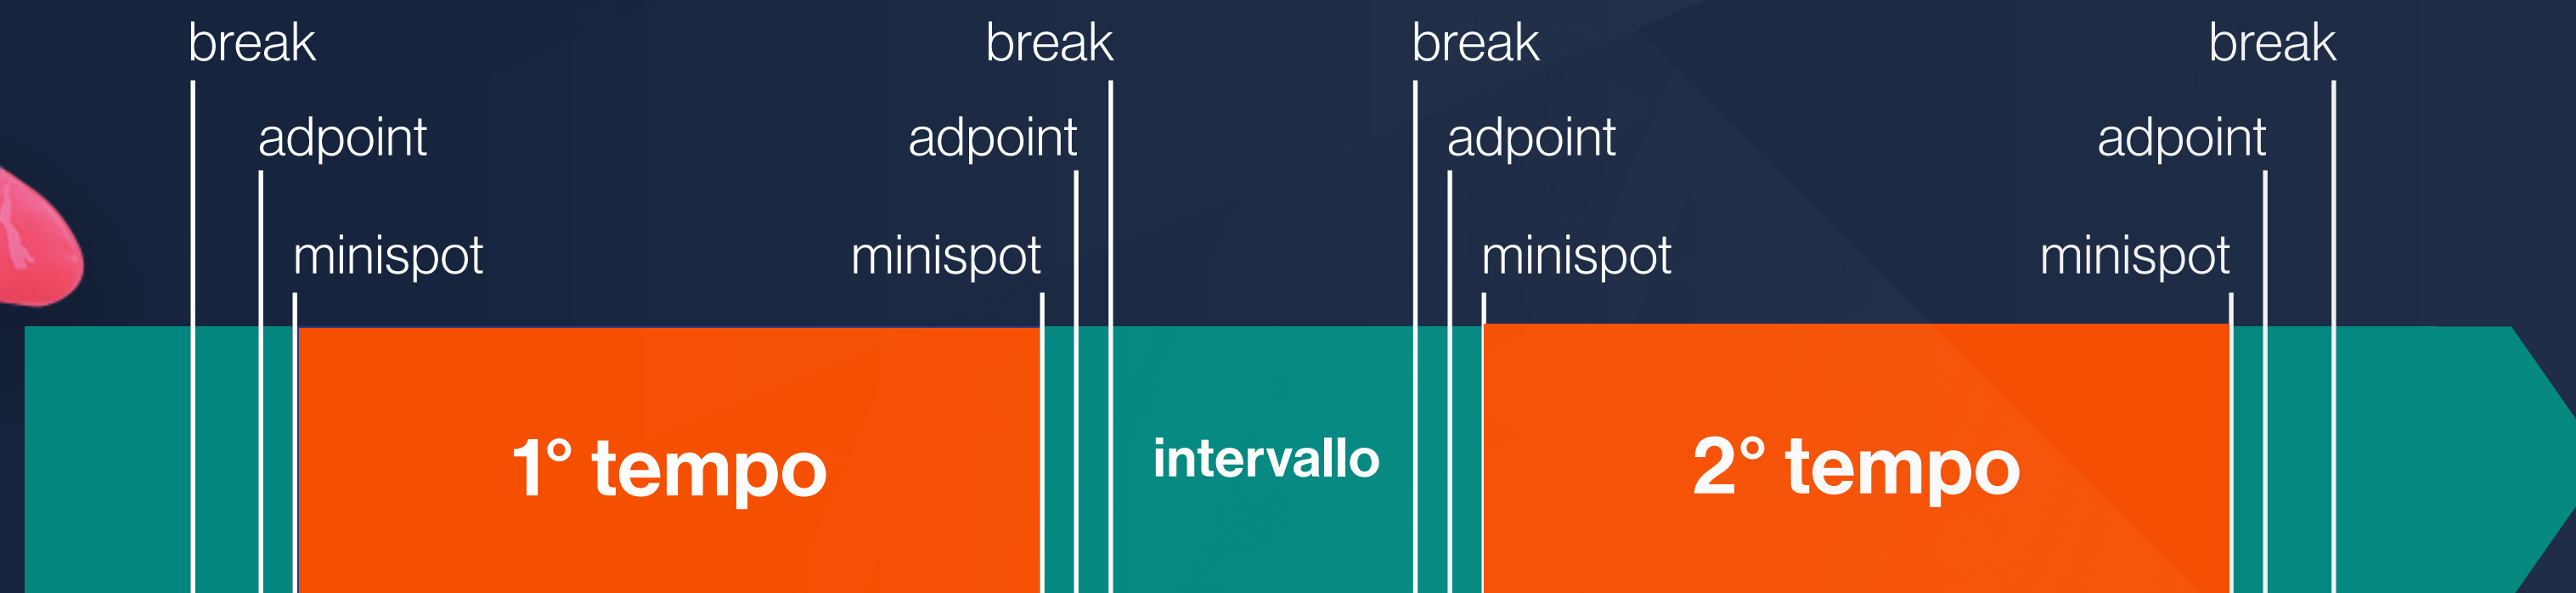 break break break break
adpoint adpoint adpoint adpoint
minispot minispot minispot minispot
1° tempo intervallo 2° tempo